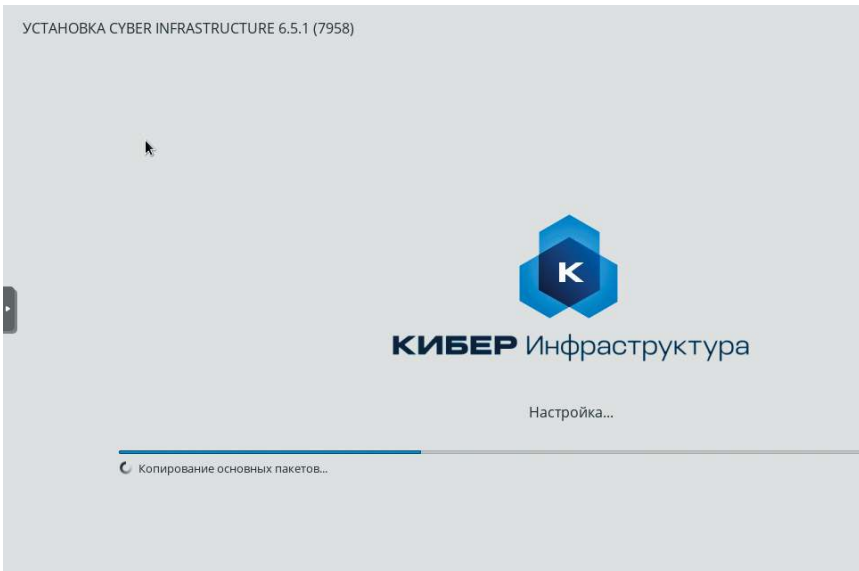 УСТАНОВКА CYBER INFRASTRUCTURE 6.5.1 (7958)
К
КИБЕР Инфраструктура
Настройка...
Копирование основных пакетов...